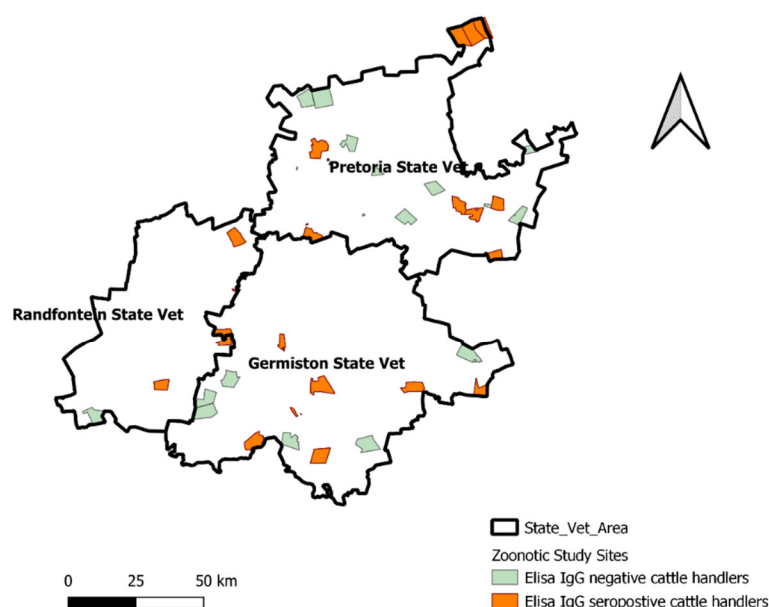 Pretoria State Vet
Randfontein State Vet
Germiston State Vet
State_Vet_Area
Zoonotic Study Sites
Elisa IgG negative cattle handlers
Elisa IgG seropostive cattle handlers
0 25 50 km